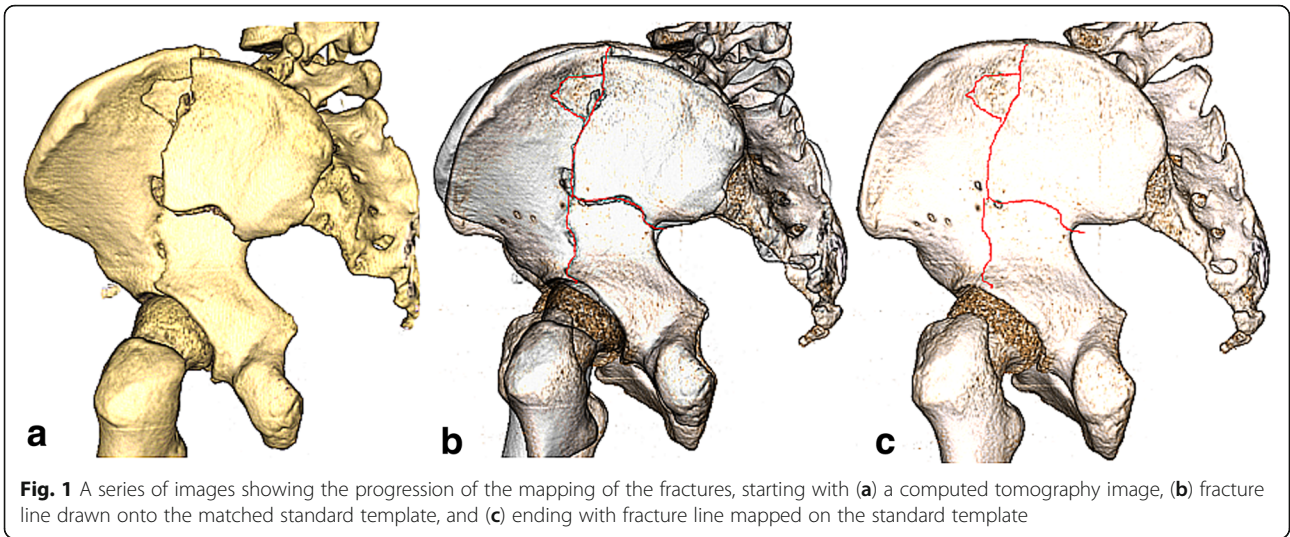 a
b
c
Fig. 1 A series of images showing the progression of the mapping of the fractures, starting with (a) a computed tomography image, (b) fracture
line drawn onto the matched standard template, and (c) ending with fracture line mapped on the standard template